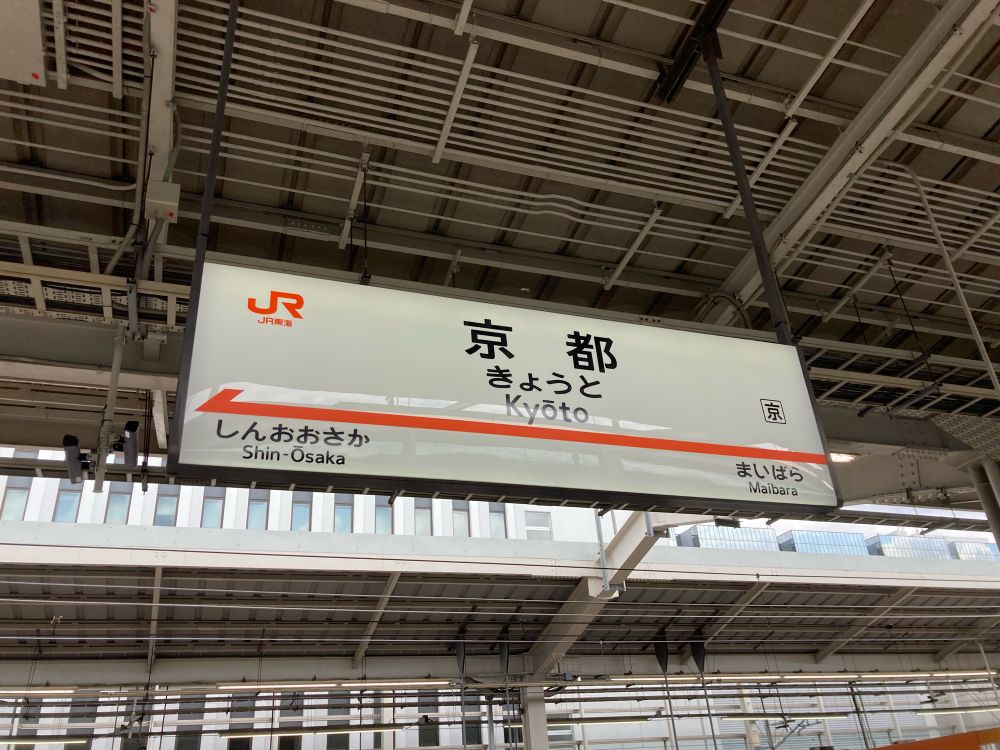 JR
JR東海
京都
きょうと
Kyōto
京
しんおおさか
Shin-Ōsaka
まいばら
Maibara